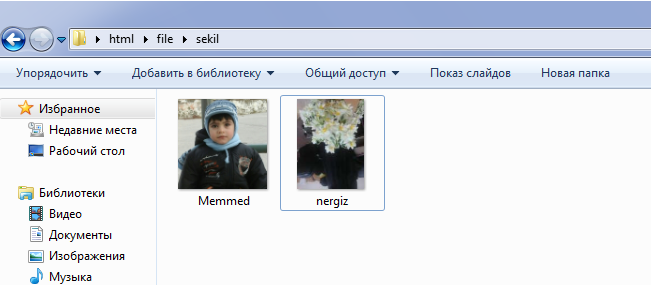 html file sekil
Упорядочить Добавить в библиотеку Общий доступ Показ слайдов Новая папка
Избранное
Недавние места
Рабочий стол
Библиотеки
Видео
Документы
Изображения
Музыка
Memmed
nergiz